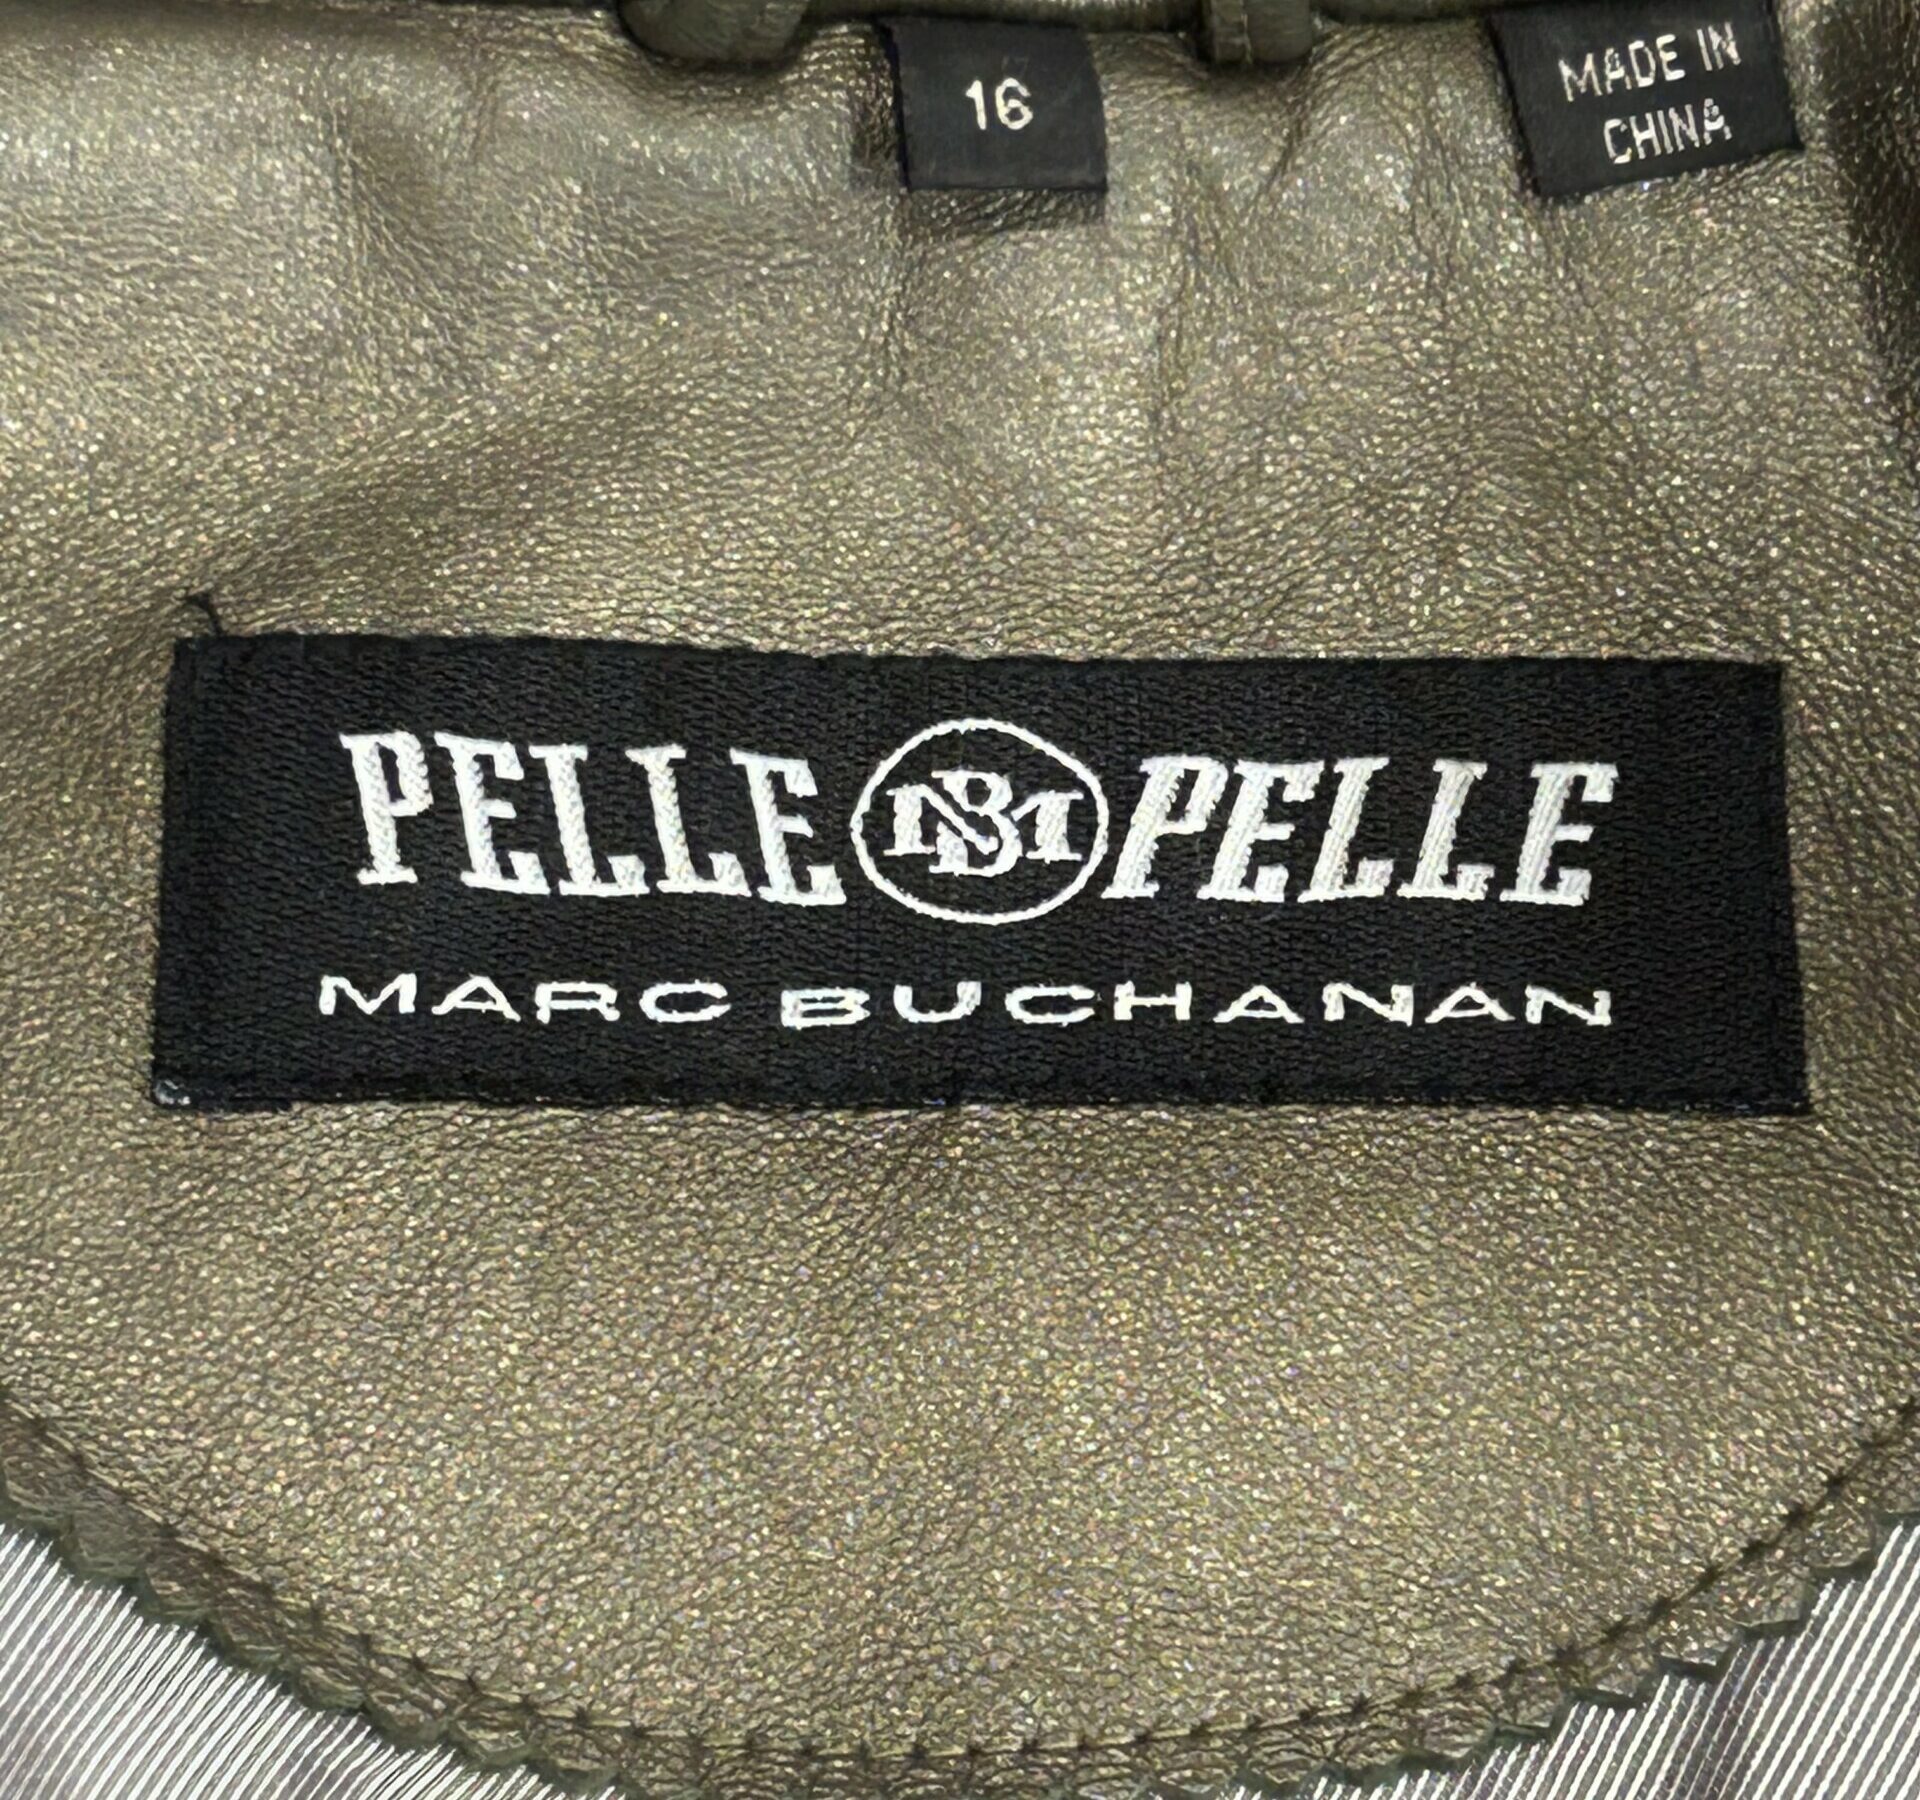 16
MADE IN
CHINA
PELLE MB PELLE
MARC BUCHANAN